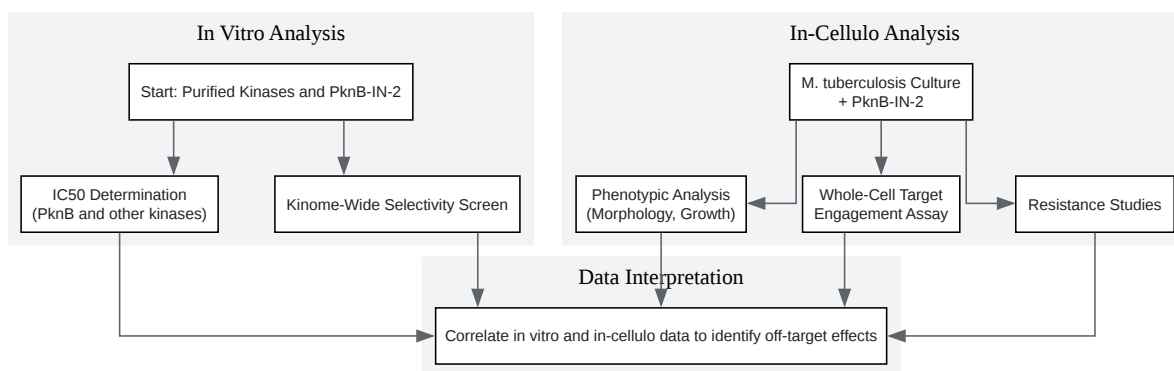 In Vitro Analysis
Start: Purified Kinases and PknB-IN-2
IC50 Determination
(PknB and other kinases)
Kinome-Wide Selectivity Screen
In-Cellulo Analysis
M. tuberculosis Culture
+ PknB-IN-2
Phenotypic Analysis
(Morphology, Growth)
Whole-Cell Target
Engagement Assay
Resistance Studies
Data Interpretation
Correlate in vitro and in-cellulo data to identify off-target effects